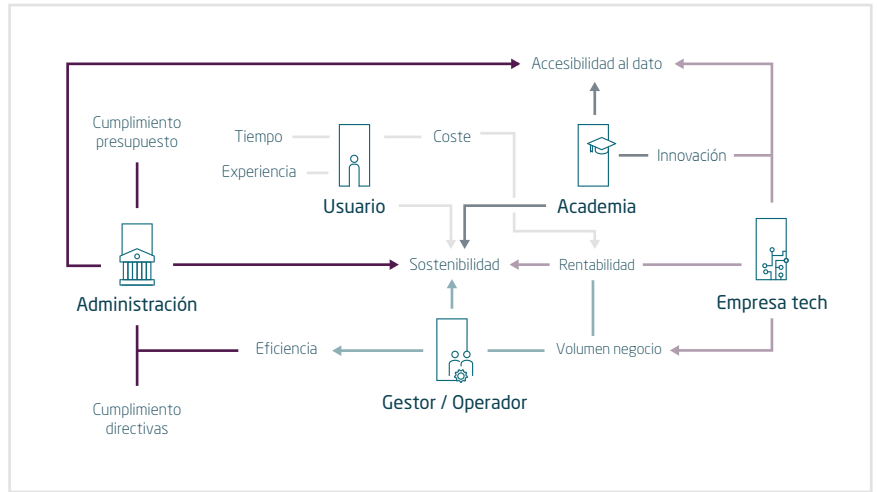 Accesibilidad al dato
Cumplimiento
presupuesto
Tiempo
Coste
Experiencia
Innovación
Usuario
Academia
Sostenibilidad
Rentabilidad
Administración
Empresa tech
Eficiencia
Volumen negocio
Gestor / Operador
Cumplimiento
directivas